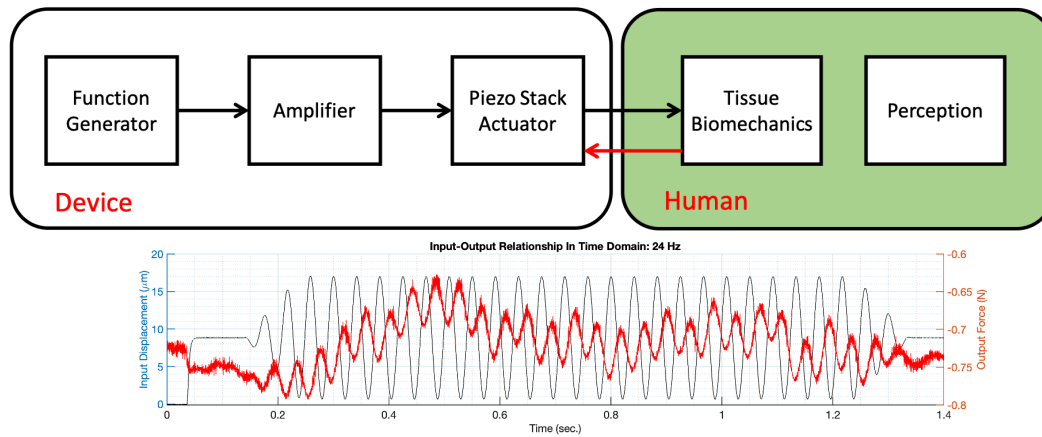 Function
Generator
Amplifier
Piezo Stack
Actuator
Tissue
Biomechanics
Perception
Device
Human
Input-Output Relationship In Time Domain: 24 Hz
Input Displacement (μm)
20
15
10
5
0
Output Force (N)
-0.6
-0.65
-0.7
-0.75
-0.8
0
0.2
0.4
0.6
0.8
1
1.2
1.4
Time (sec.)